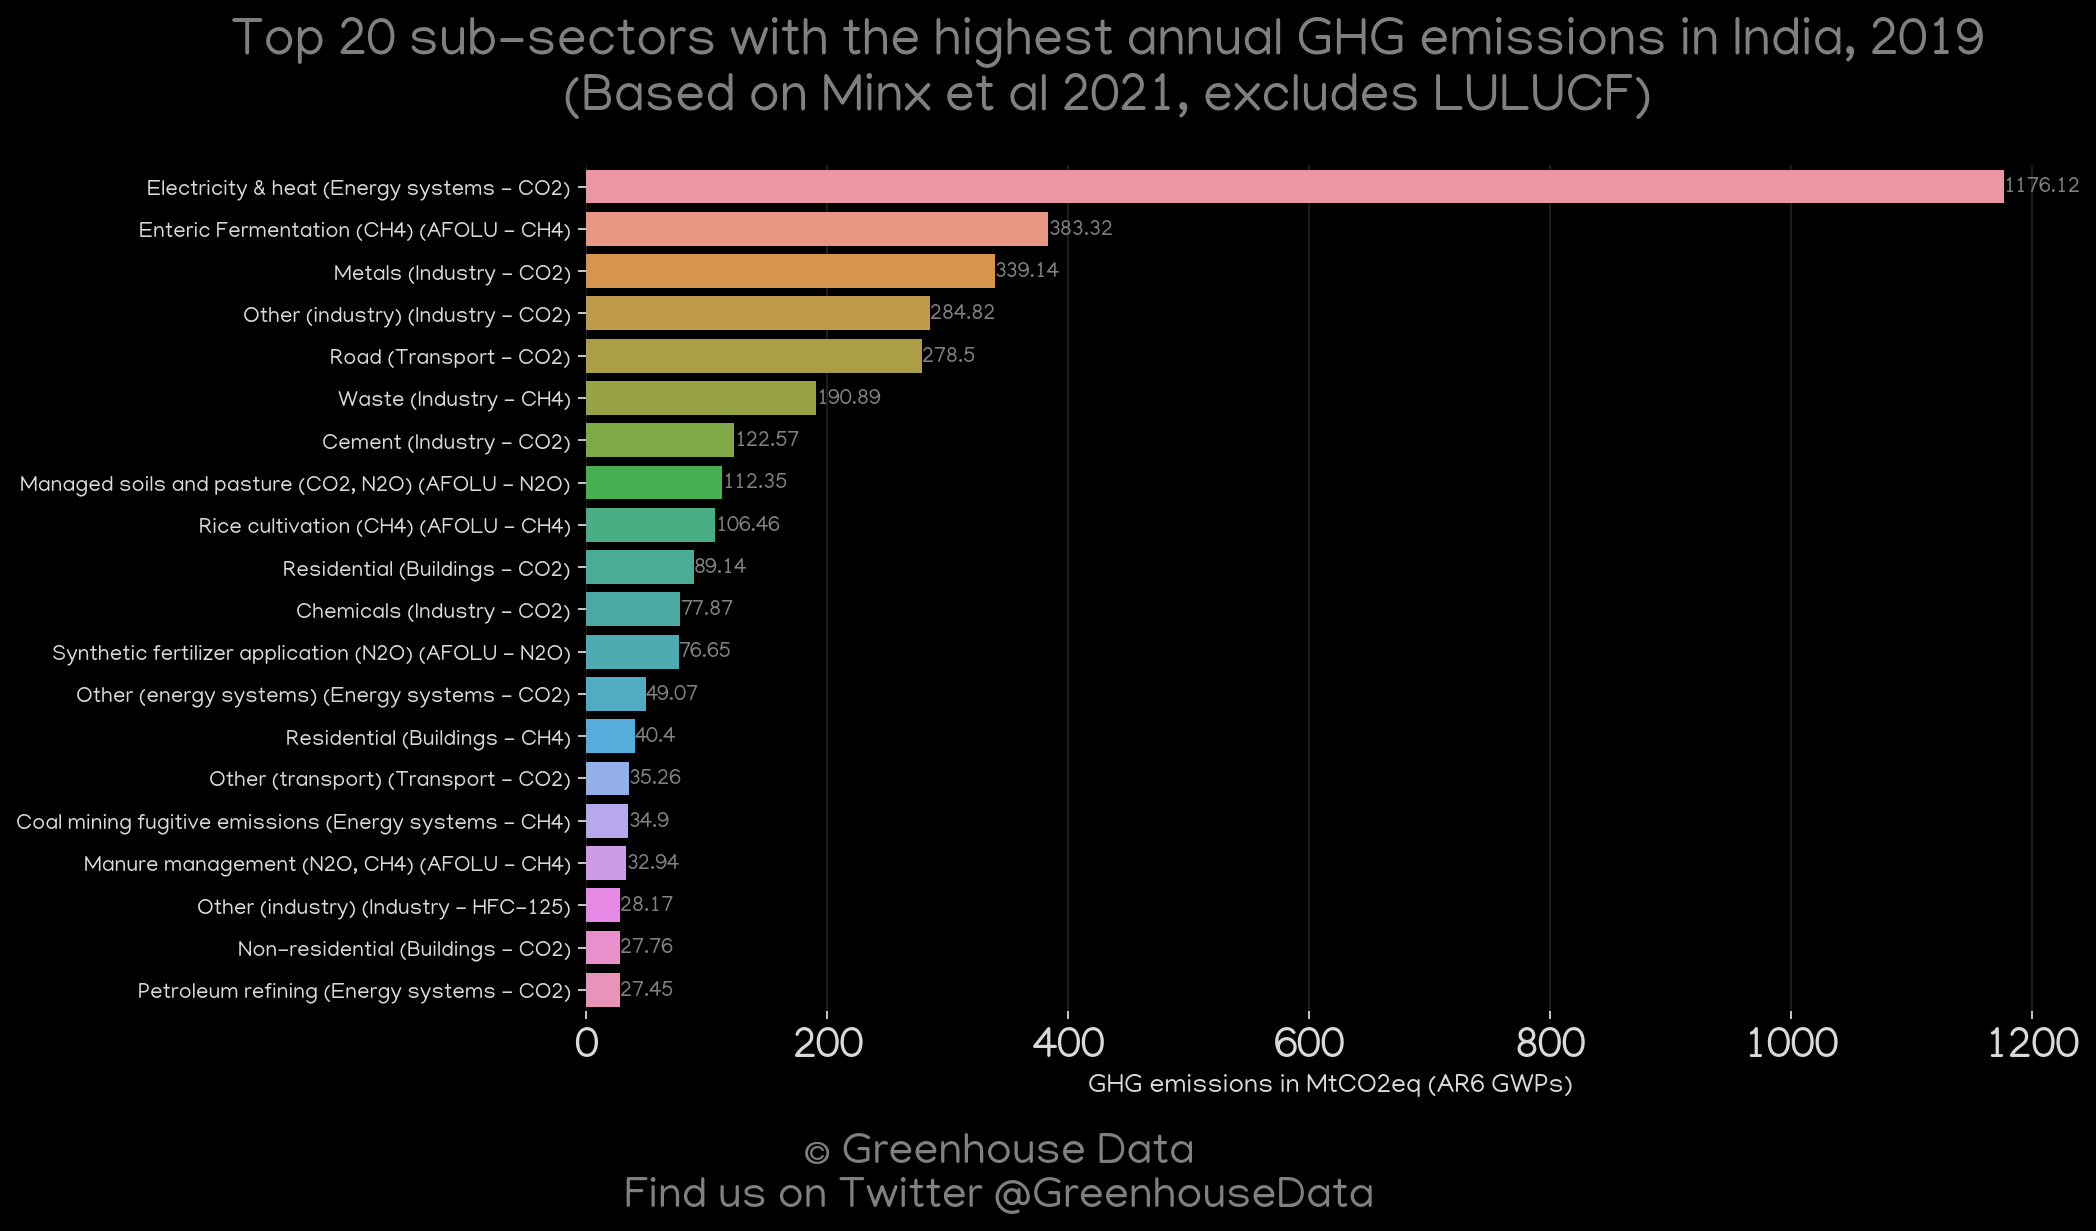 Top 20 sub-sectors with the highest annual GHG emissions in India, 2019
(Based on Minx et al 2021, excludes LULUCF)
Electricity & heat (Energy systems - CO2) 1176.12
Enteric Fermentation (CH4) (AFOLU - CH4) 383.32
Metals (Industry - CO2) 339.14
Other (industry) (Industry - CO2) 284.82
Road (Transport - CO2) 278.5
Waste (Industry - CH4) 190.89
Cement (Industry - CO2) 122.57
Managed soils and pasture (CO2, N2O) (AFOLU - N2O) 112.35
Rice cultivation (CH4) (AFOLU - CH4) 106.46
Residential (Buildings - CO2) 89.14
Chemicals (Industry - CO2) 77.87
Synthetic fertilizer application (N2O) (AFOLU - N2O) 76.65
Other (energy systems) (Energy systems - CO2) 49.07
Residential (Buildings - CH4) 40.4
Other (transport) (Transport - CO2) 35.26
Coal mining fugitive emissions (Energy systems - CH4) 34.9
Manure management (N2O, CH4) (AFOLU - CH4) 32.94
Other (industry) (Industry - HFC-125) 28.17
Non-residential (Buildings - CO2) 27.76
Petroleum refining (Energy systems - CO2) 27.45
0 200 400 600 800 1000 1200
GHG emissions in MtCO2eq (AR6 GWPs)
© Greenhouse Data
Find us on Twitter @GreenhouseData